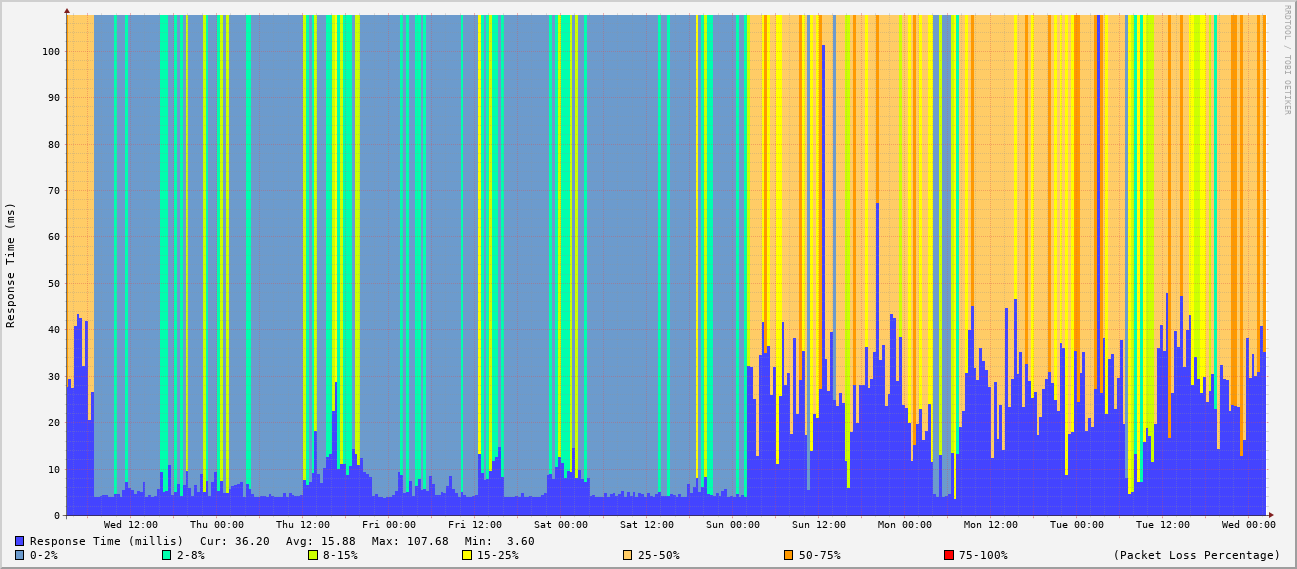 RRDTOOL / TOBI OETIKER
Response Time (ms)
100
90
80
70
60
50
40
30
20
10
0
Wed 12:00 Thu 00:00 Thu 12:00 Fri 00:00 Fri 12:00 Sat 00:00 Sat 12:00 Sun 00:00 Sun 12:00 Mon 00:00 Mon 12:00 Tue 00:00 Tue 12:00 Wed 00:00
Response Time (millis) Cur: 36.20 Avg: 15.88 Max: 107.68 Min: 3.60
0-2% 2-8% 8-15% 15-25% 25-50% 50-75% 75-100% (Packet Loss Percentage)